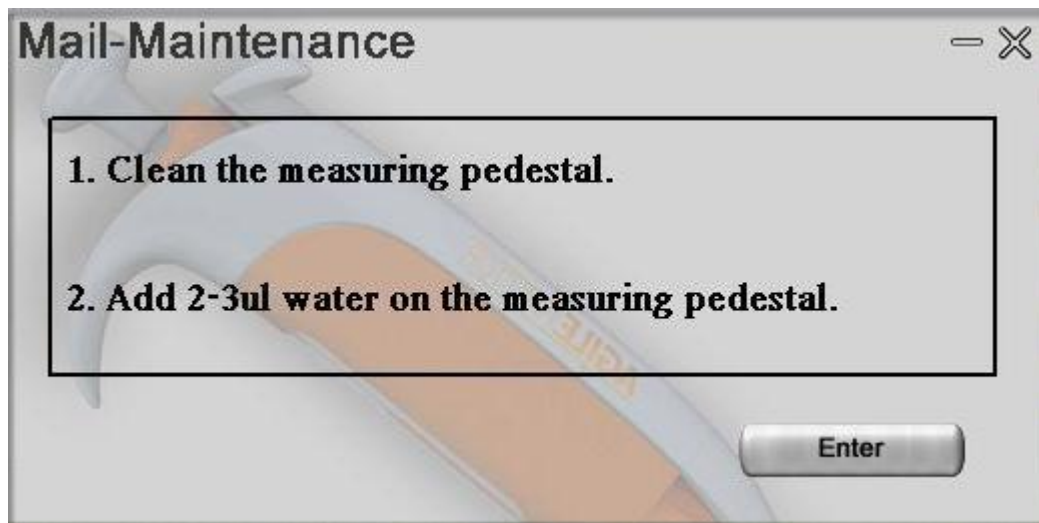 Mail-Maintenance
1. Clean the measuring pedestal.
2. Add 2-3ul water on the measuring pedestal.
Enter